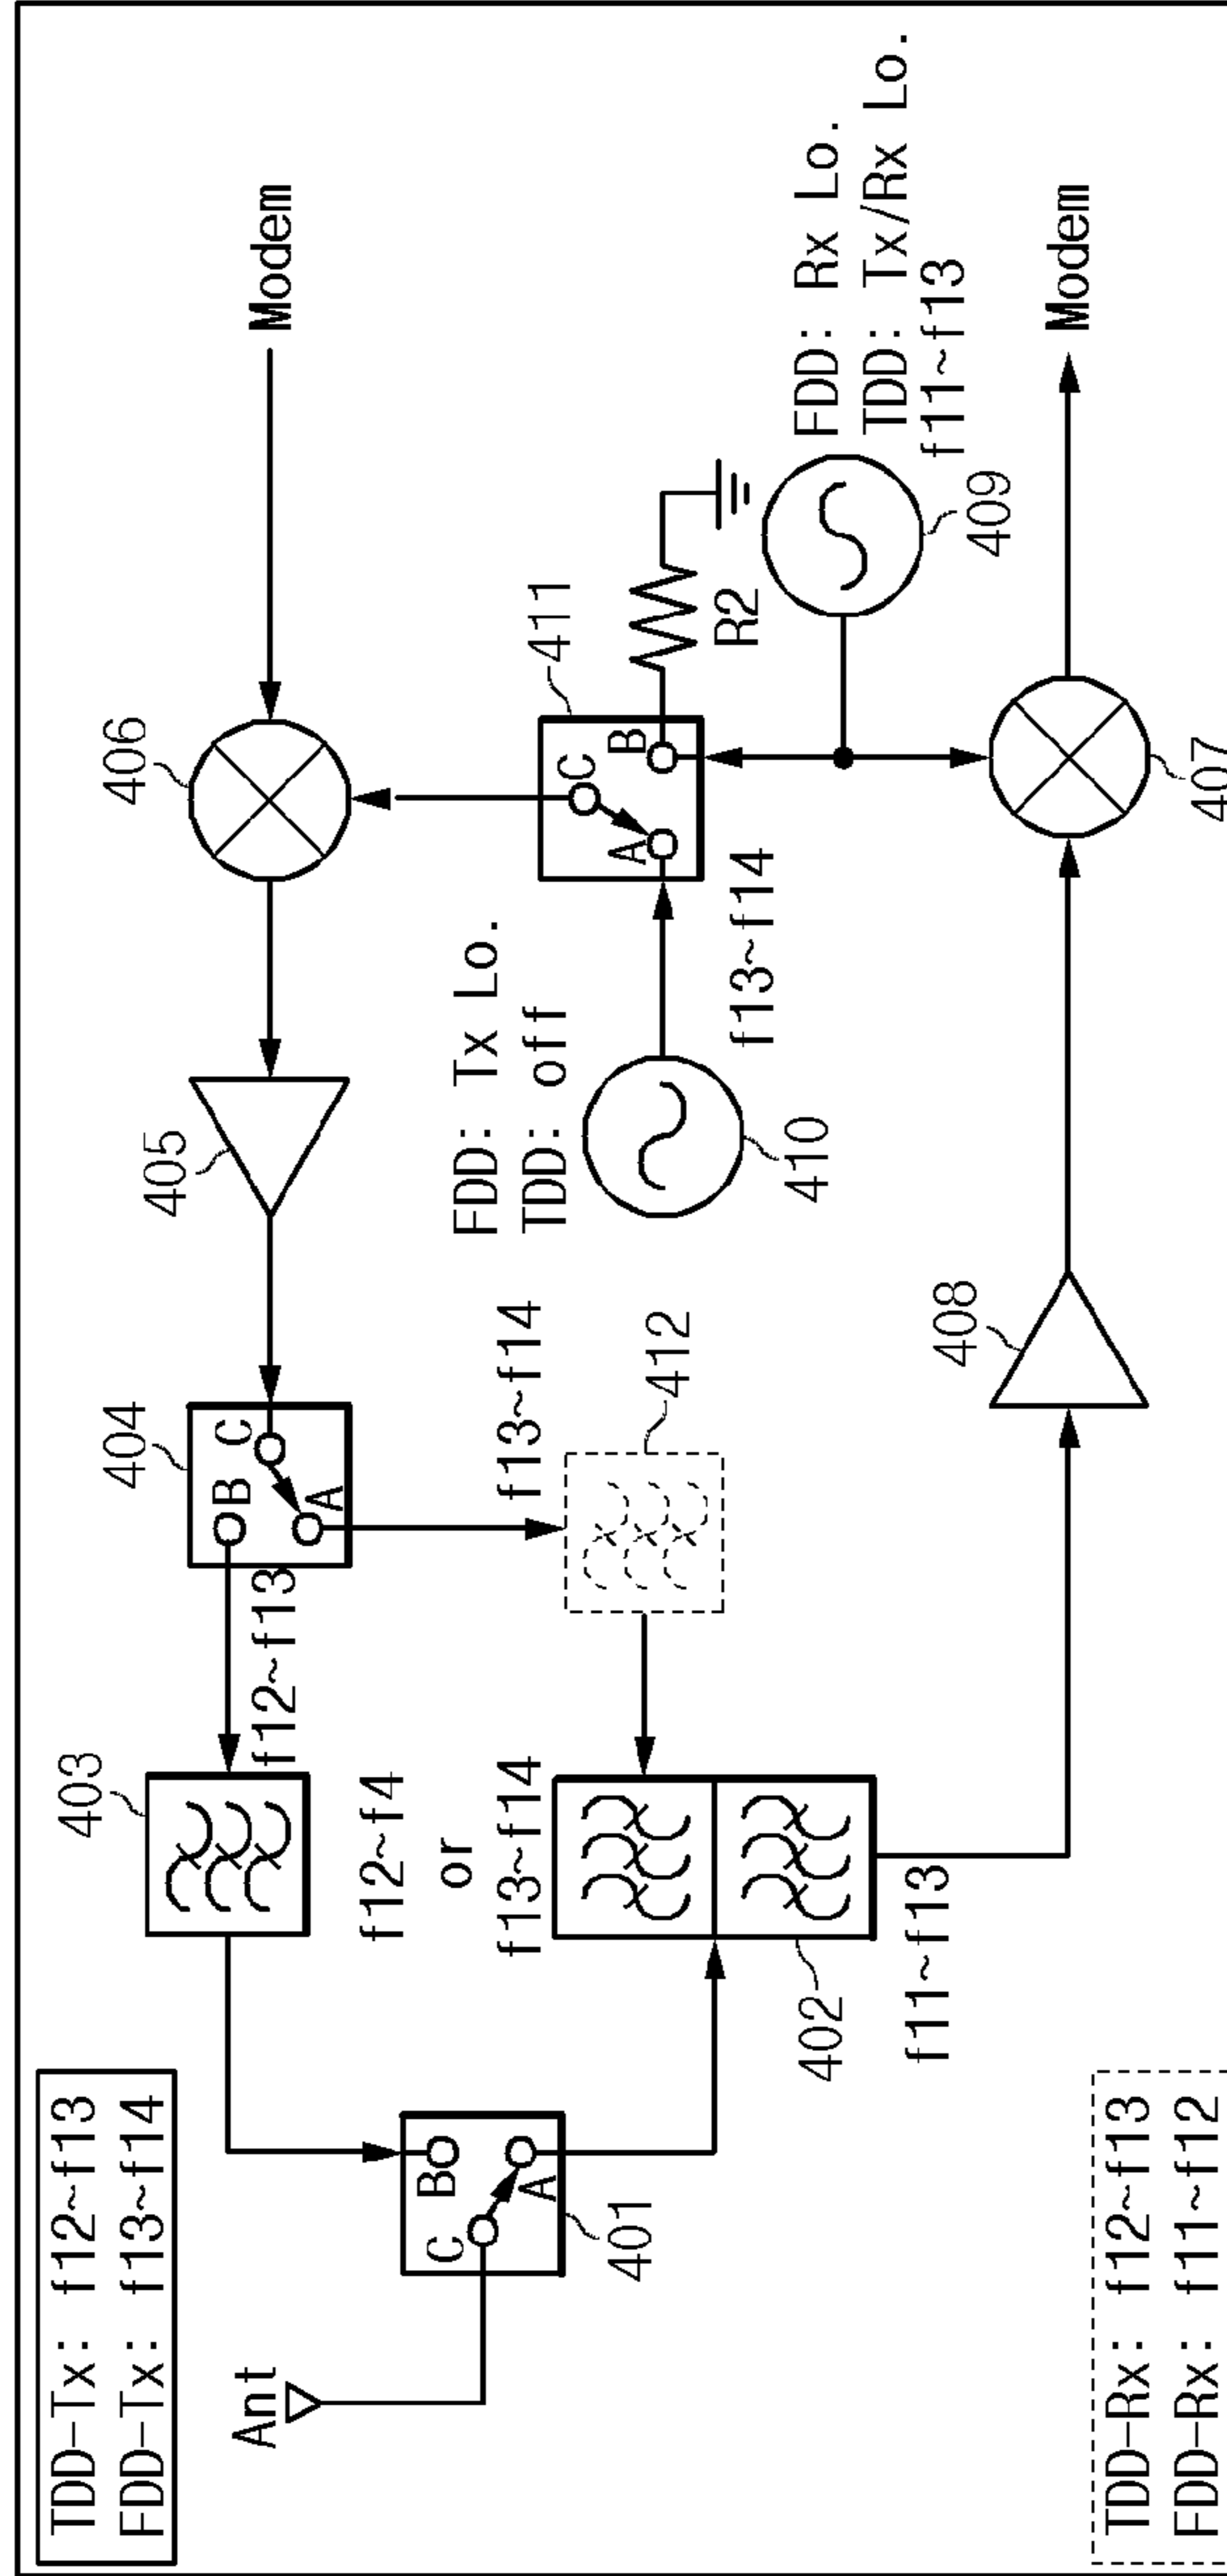 TDD-Tx: f12~f13
FDD-Tx: f13~f14
Ant
C
B
A
401
403
f12~f4
or
f13~f14
402
f11~f13
f12~f13
404
B
C
A
f13~f14
412
405
408
FDD: Tx Lo.
TDD: off
410
f13~f14
406
411
A
C
B
R2
407
409
FDD: Rx Lo.
TDD: Tx/Rx Lo.
f11~f13
Modem
Modem
TDD-Rx: f12~f13
FDD-Rx: f11~f12